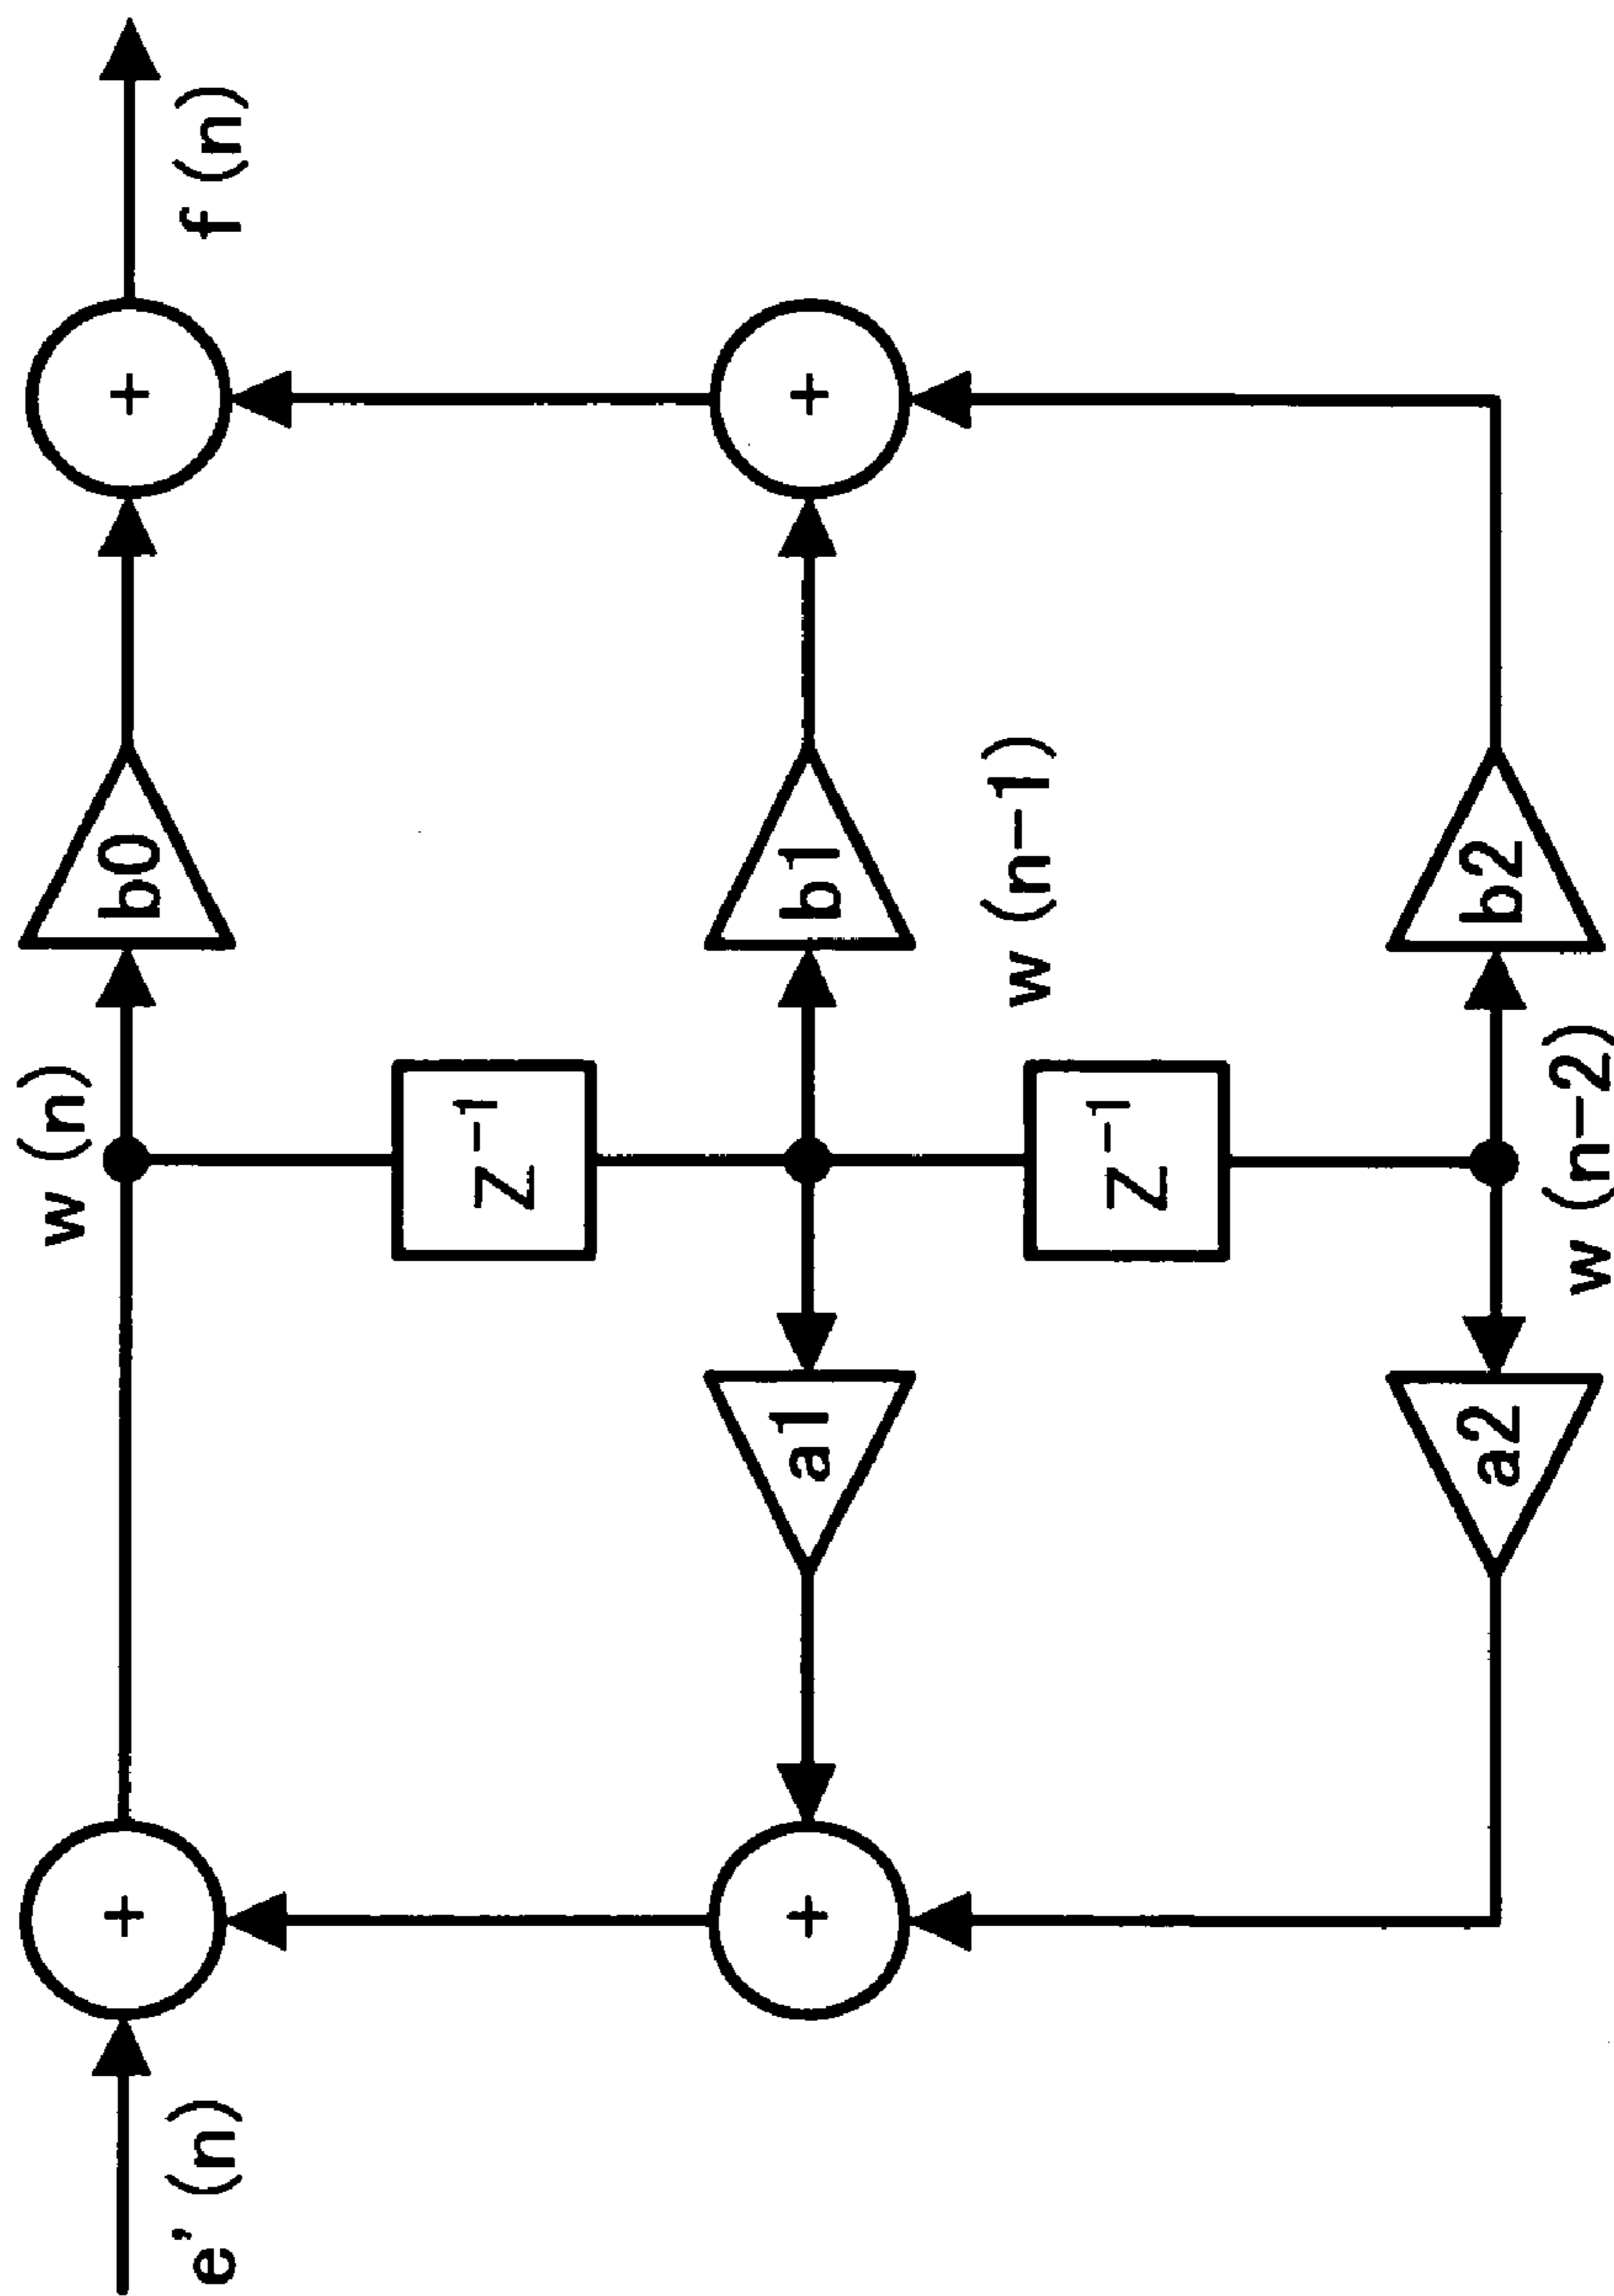 e'(n)
+
w(n)
b0
+
f(n)
Z⁻¹
+
a1
b1
+
w(n-1)
Z⁻¹
a2
b2
w(n-2)